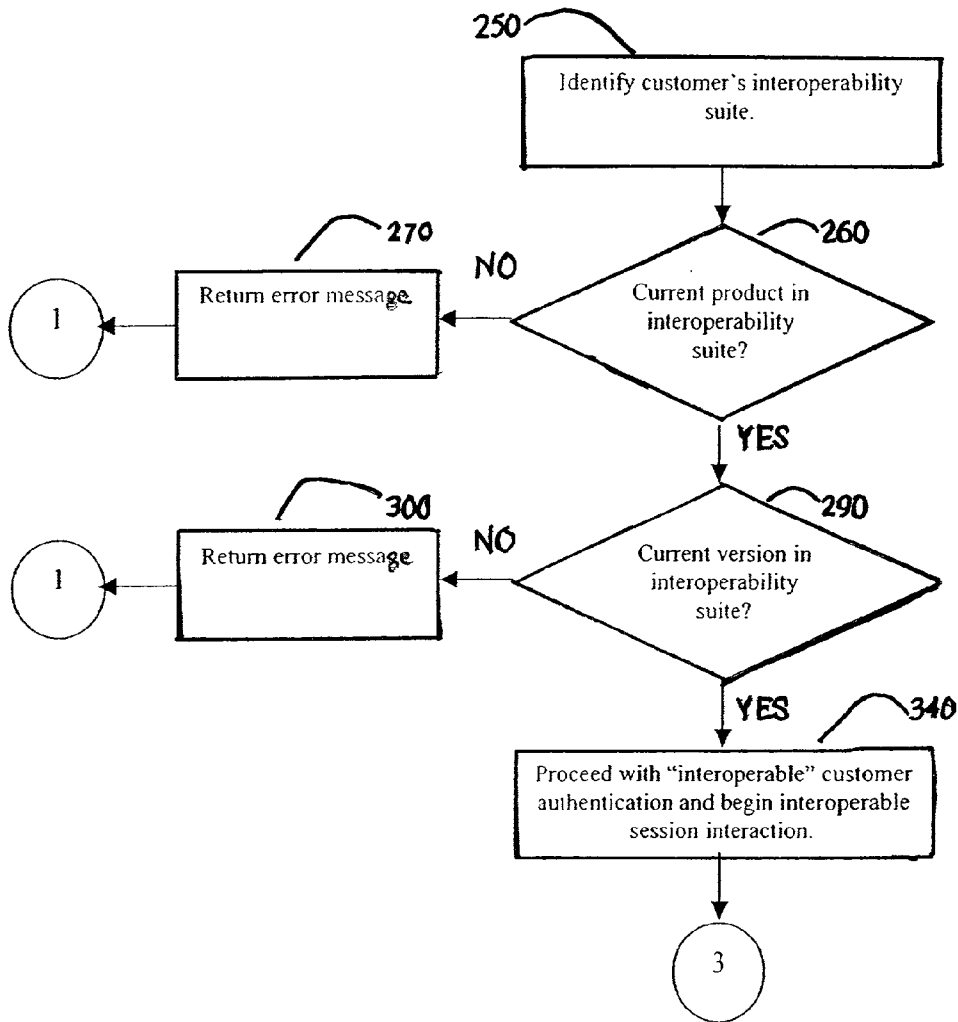 250
Identify customer's interoperability
suite.
270
260
NO
1
Return error message
Current product in
interoperability
suite?
YES
300
290
NO
1
Return error message
Current version in
interoperability
suite?
YES
340
Proceed with “interoperable” customer
authentication and begin interoperable
session interaction.
3